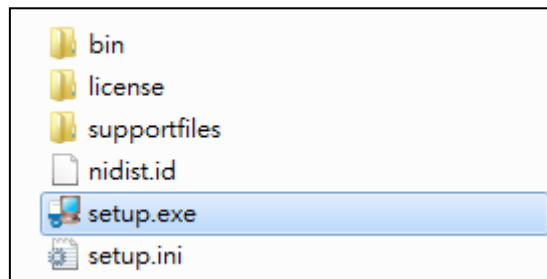 bin
license
supportfiles
nidist.id
setup.exe
setup.ini